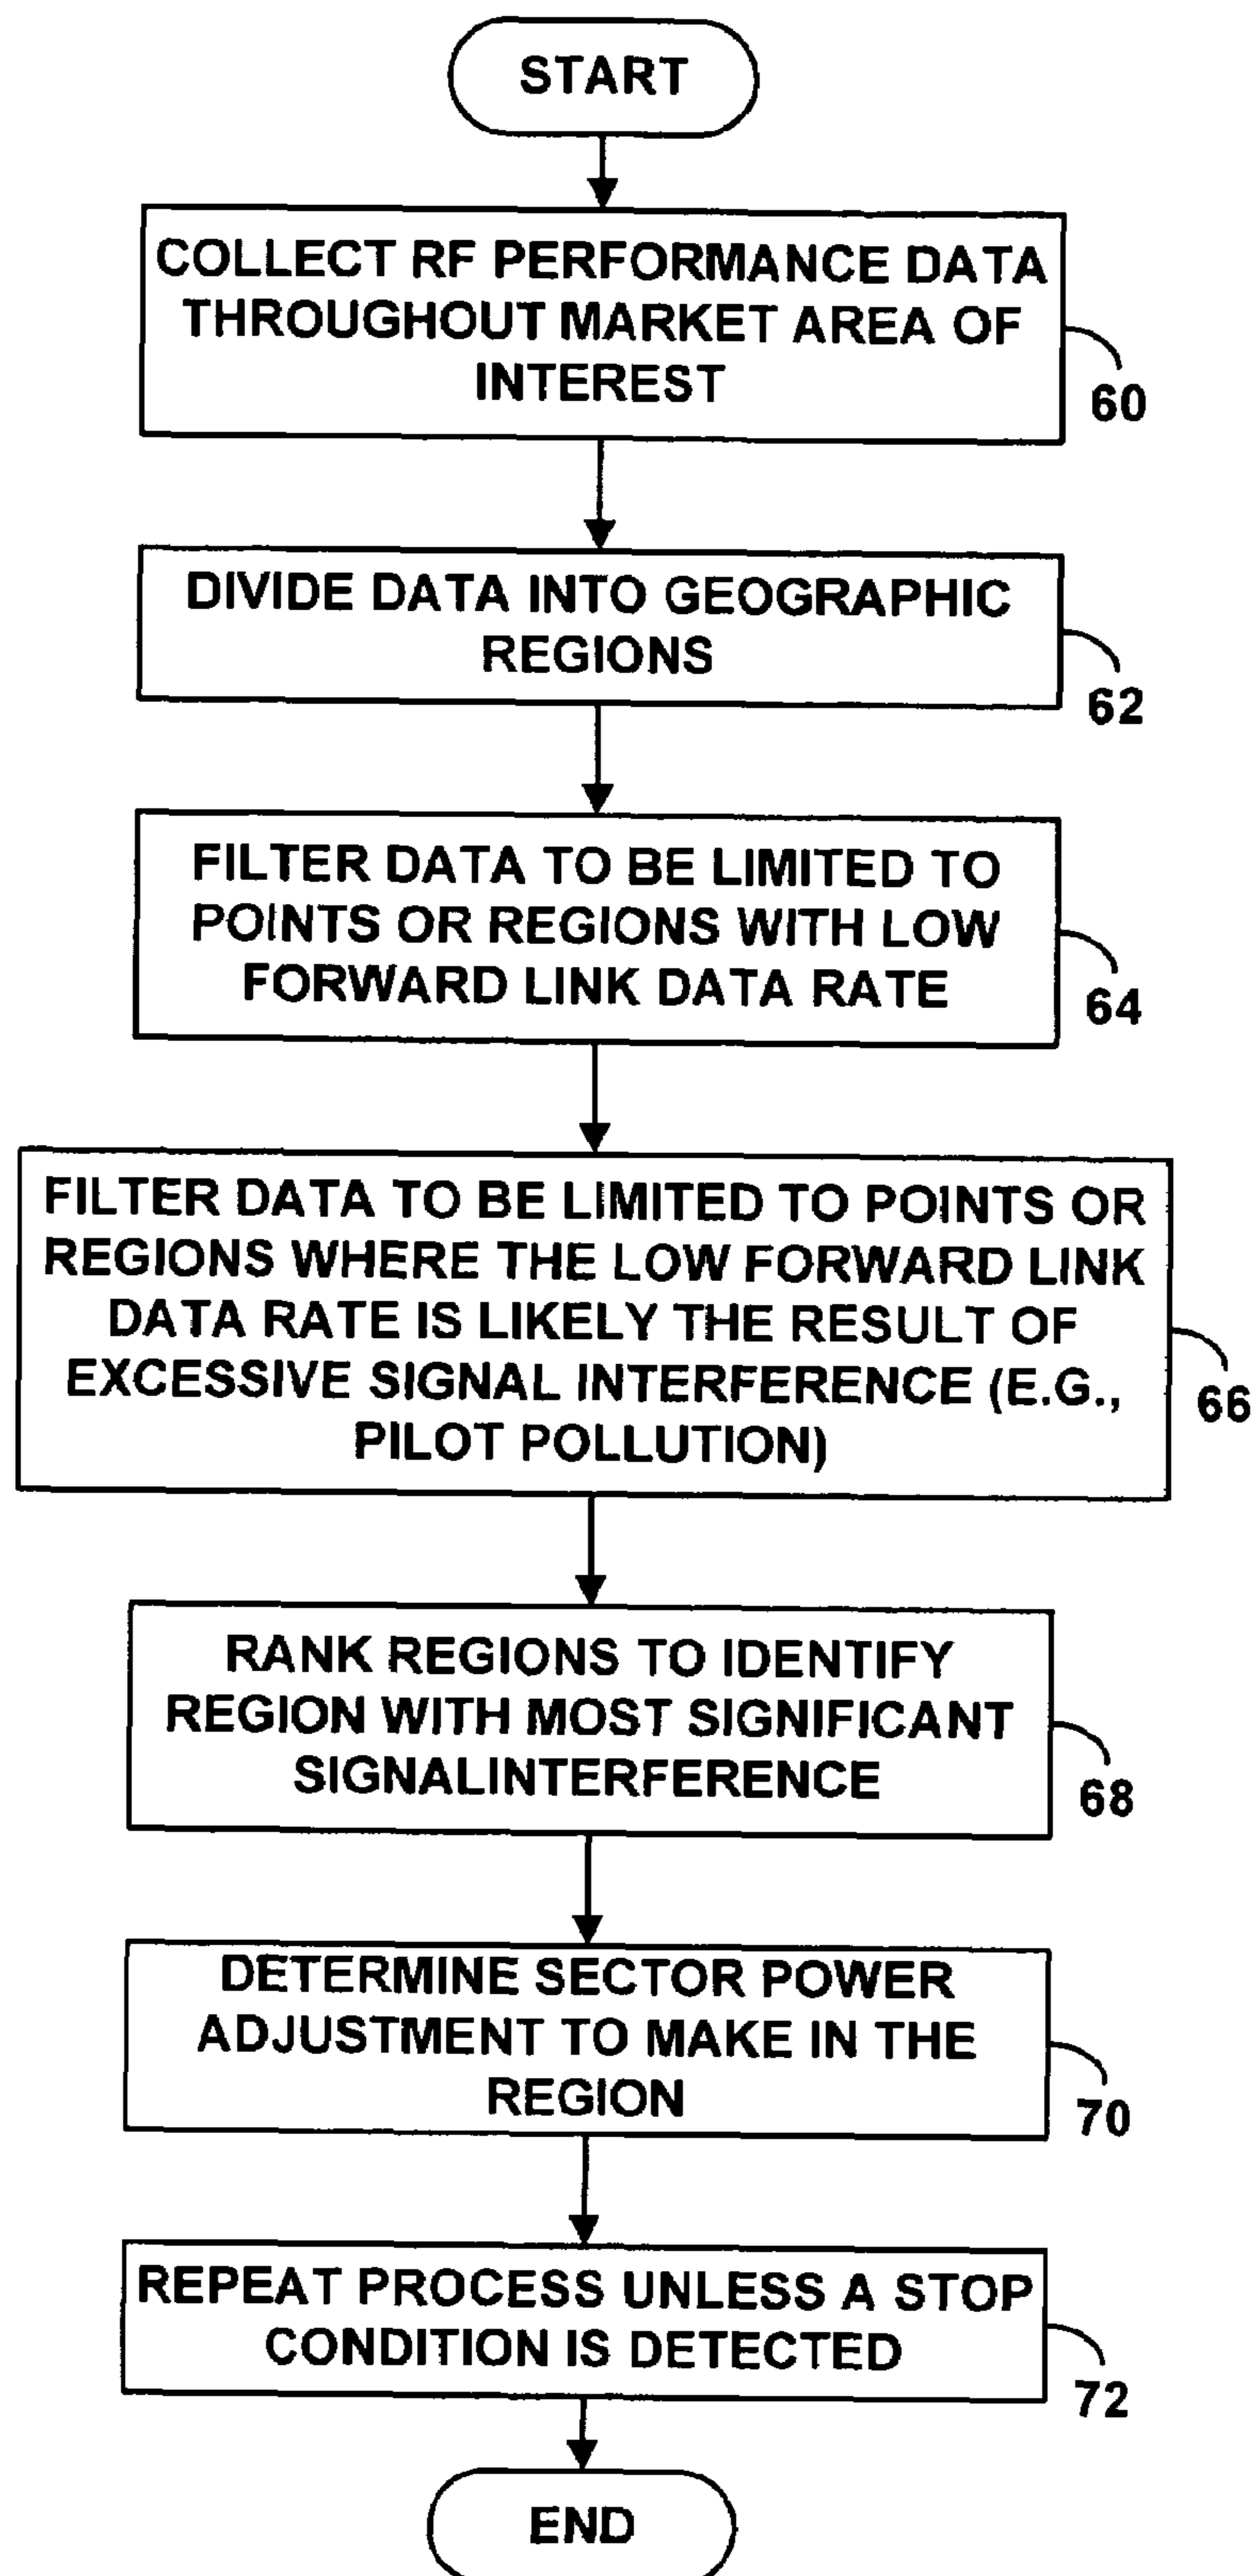 START
COLLECT RF PERFORMANCE DATA
THROUGHOUT MARKET AREA OF
INTEREST
60
DIVIDE DATA INTO GEOGRAPHIC
REGIONS
62
FILTER DATA TO BE LIMITED TO
POINTS OR REGIONS WITH LOW
FORWARD LINK DATA RATE
64
FILTER DATA TO BE LIMITED TO POINTS OR
REGIONS WHERE THE LOW FORWARD LINK
DATA RATE IS LIKELY THE RESULT OF
EXCESSIVE SIGNAL INTERFERENCE (E.G.,
PILOT POLLUTION)
66
RANK REGIONS TO IDENTIFY
REGION WITH MOST SIGNIFICANT
SIGNALINTERFERENCE
68
DETERMINE SECTOR POWER
ADJUSTMENT TO MAKE IN THE
REGION
70
REPEAT PROCESS UNLESS A STOP
CONDITION IS DETECTED
72
END